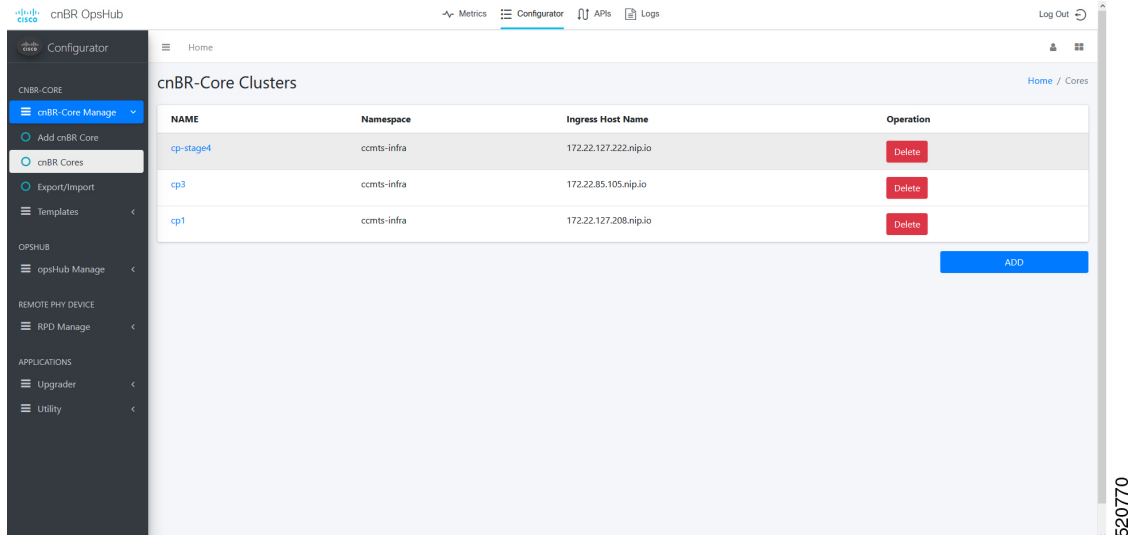 cisco cnBR OpsHub Metrics Configurator APIs Logs Log Out
cisco Configurator Home
cnBR-Core Clusters Home / Cores
CNBR-CORE
cnBR-Core Manage
Add cnBR Core
cnBR Cores
Export/Import
Templates
OPSHUB
opsHub Manage
REMOTE PHY DEVICE
RPD Manage
APPLICATIONS
Upgrader
Utility
NAME Namespace Ingress Host Name Operation
cp-stage4 ccmts-infra 172.22.127.222.nip.io Delete
cp3 ccmts-infra 172.22.85.105.nip.io Delete
cp1 ccmts-infra 172.22.127.208.nip.io Delete
ADD
520770